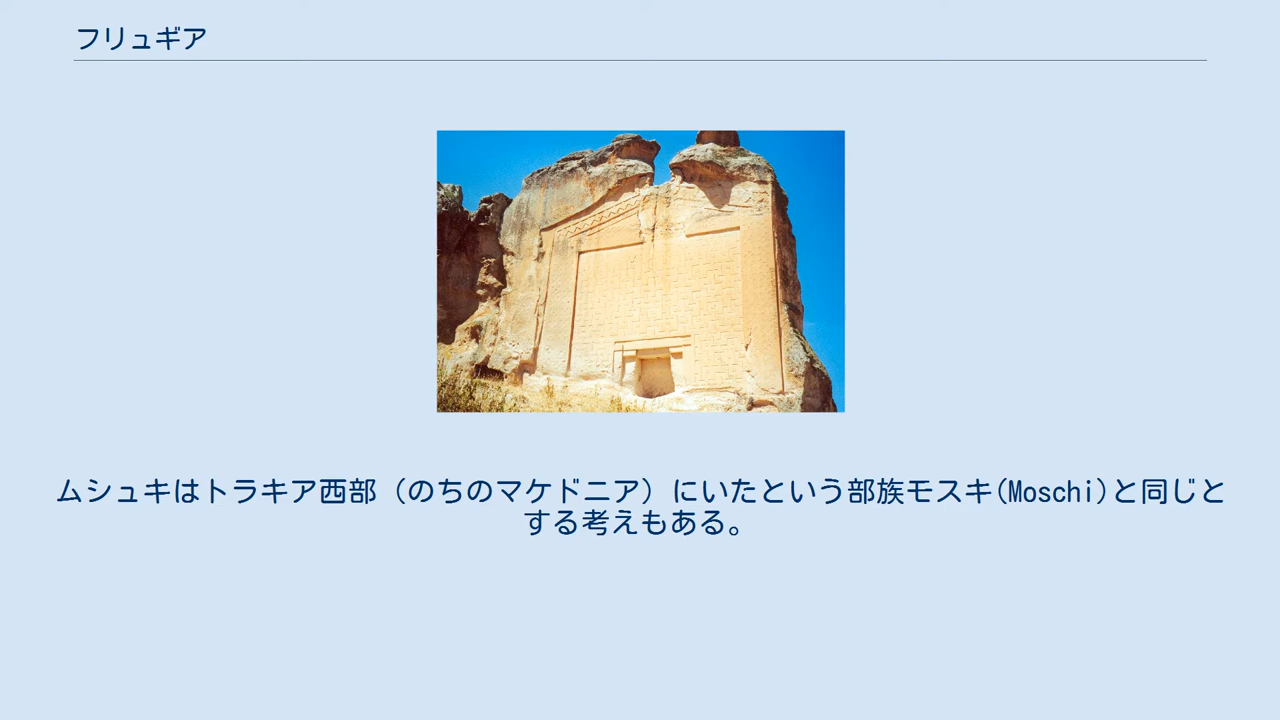 フリュギア
ムシュキはトラキア西部（のちのマケドニア）にいたという部族モスキ(Moschi)と同じと
する考えもある。